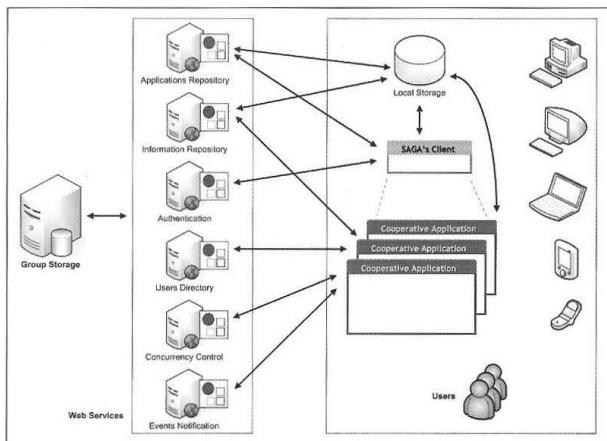 Applications Repository
Information Repository
Authentication
Users Directory
Concurrency Control
Events Notification
Web Services
Group Storage
Local Storage
SAGA's Client
Cooperative Application
Cooperative Application
Cooperative Application
Users